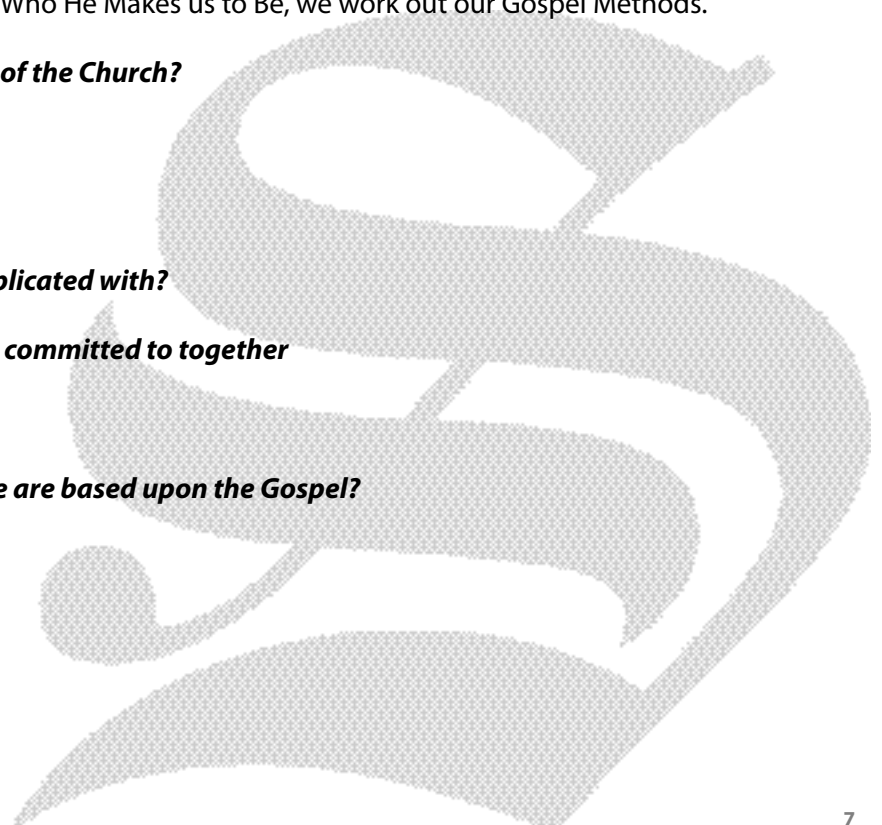 Who He Makes us to Be, we work out our Gospel Methods.
of the Church?
plicated with?
committed to together
e are based upon the Gospel?
7